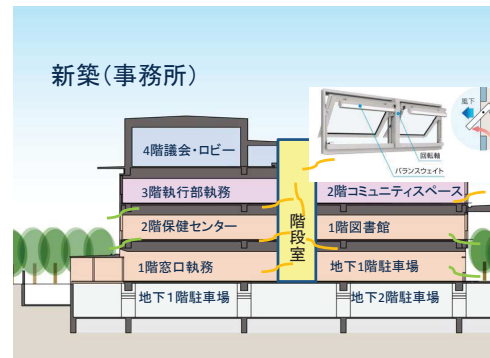 新築(事務所)
風下
回転軸
バランスウェイト
4階議会・ロビー
3階執行部執務
2階コミュニティスペース
2階保健センター
1階図書館
階段室
1階窓口執務
地下1階駐車場
地下1階駐車場
地下2階駐車場